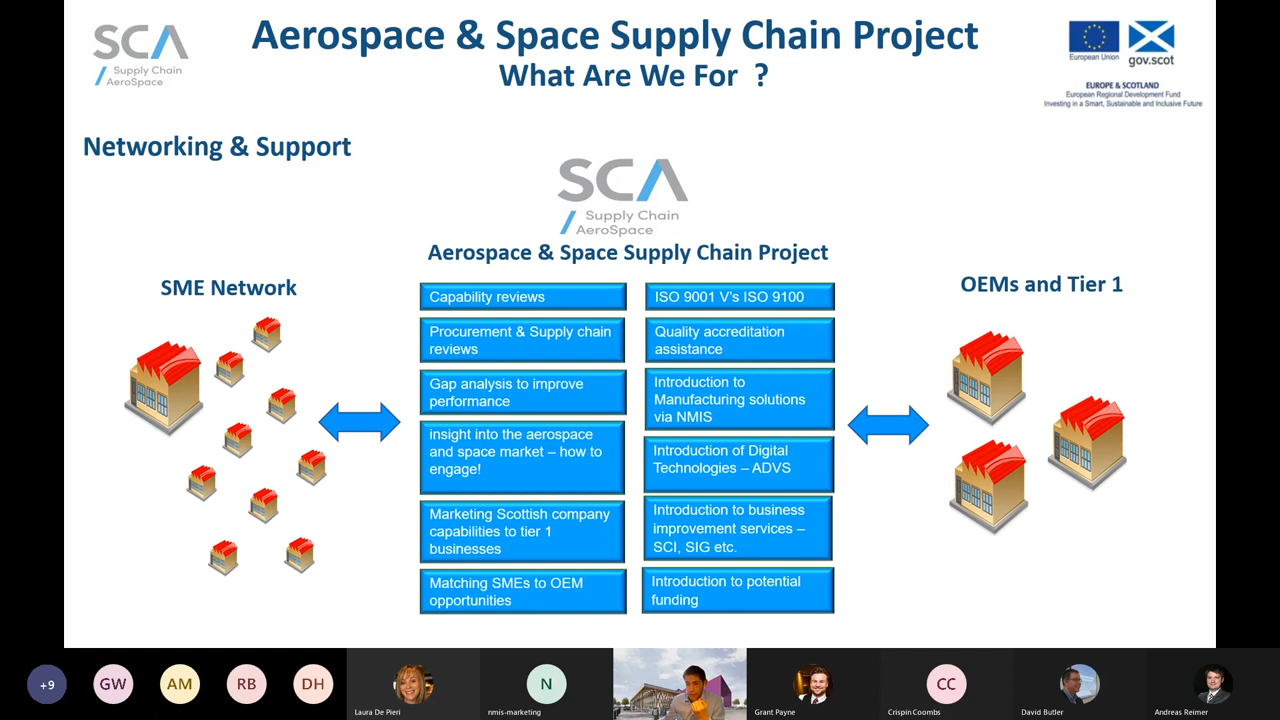 SCA
Supply Chain
AeroSpace
Aerospace & Space Supply Chain Project
What Are We For ?
European Union
gov.scot
EUROPE & SCOTLAND
European Regional Development Fund
Investing in a Smart, Sustainable and Inclusive Future
Networking & Support
SCA
Supply Chain
AeroSpace
Aerospace & Space Supply Chain Project
SME Network
Capability reviews
Procurement & Supply chain
reviews
Gap analysis to improve
performance
insight into the aerospace
and space market – how to
engage!
Marketing Scottish company
capabilities to tier 1
businesses
Matching SMEs to OEM
opportunities
ISO 9001 V's ISO 9100
Quality accreditation
assistance
Introduction to
Manufacturing solutions
via NMIS
Introduction of Digital
Technologies – ADVS
Introduction to business
improvement services –
SCI, SIG etc.
Introduction to potential
funding
OEMs and Tier 1
+9
GW
AM
RB
DH
Laura De Pieri
N
nmis-marketing
Grant Payne
CC
Crispin Coombs
David Butler
Andreas Reimer